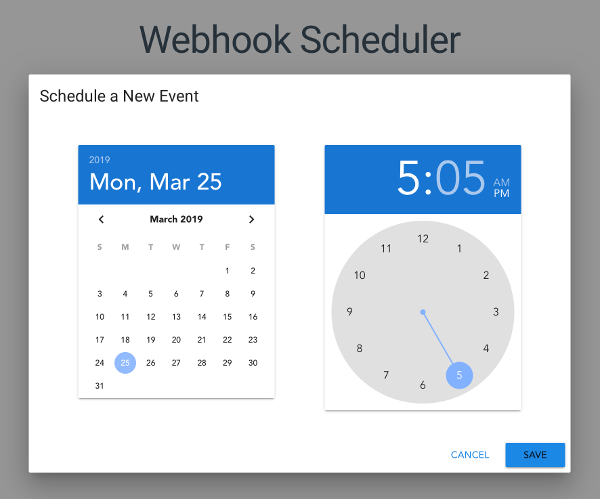 Webhook Scheduler
Schedule a New Event
2019
Mon, Mar 25
March 2019
S M T W T F S
1 2
3 4 5 6 7 8 9
10 11 12 13 14 15 16
17 18 19 20 21 22 23
24 25 26 27 28 29 30
31
5:05 AM PM
12
11 1
10 2
9 3
8 4
7 5
6
CANCEL SAVE